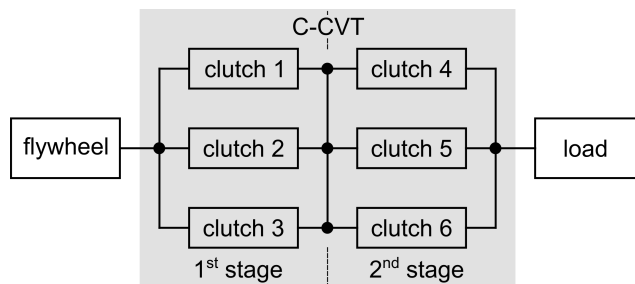 C-CVT
clutch 1
clutch 4
flywheel
clutch 2
clutch 5
load
clutch 3
clutch 6
1st stage
2nd stage